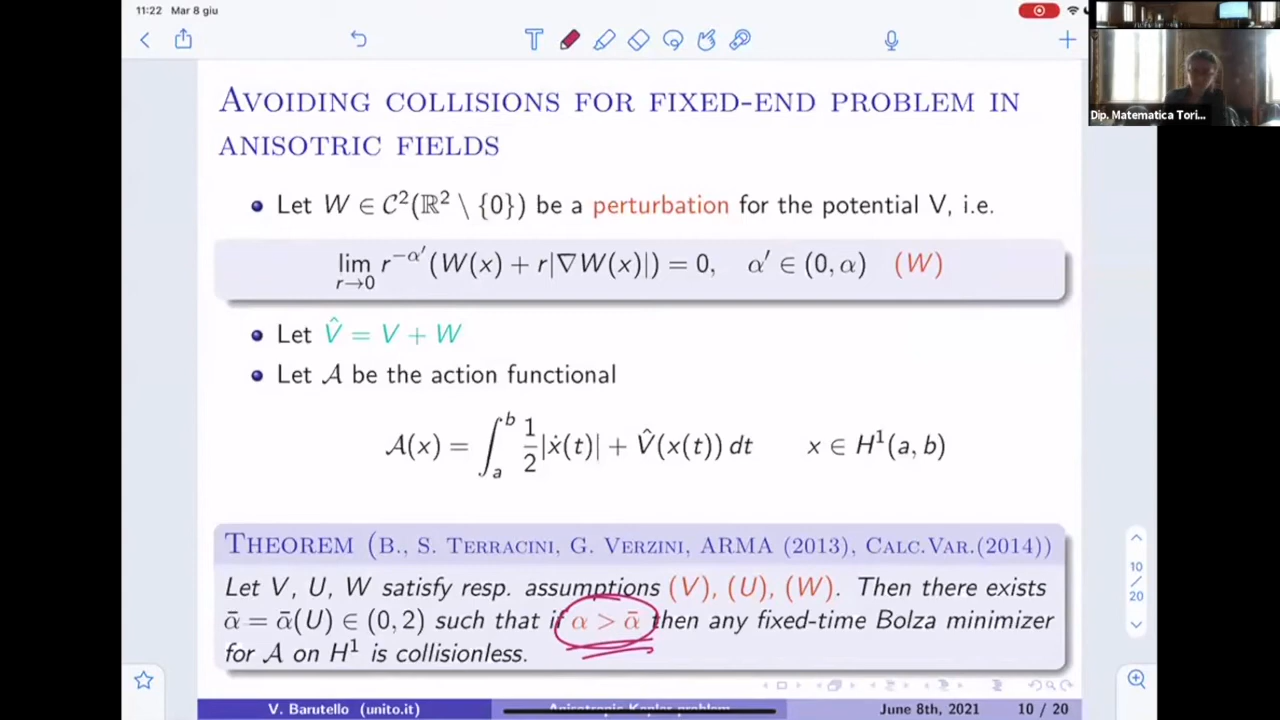 11:22 Mar 8 giu
Dip. Matematica Tori...
AVOIDING COLLISIONS FOR FIXED-END PROBLEM IN
ANISOTRIC FIELDS
Let W ∈ C²(ℝ² \ {0}) be a perturbation for the potential V, i.e.
lim r→0 r^{-α′}(W(x) + r|∇W(x)|) = 0, α′ ∈ (0, α) (W)
Let V̂ = V + W
Let A be the action functional
A(x) = ∫_a^b 1/2|ẋ(t)| + V̂(x(t)) dt x ∈ H¹(a, b)
THEOREM (B., S. TERRACINI, G. VERZINI, ARMA (2013), CALC.VAR.(2014))
Let V, U, W satisfy resp. assumptions (V), (U), (W). Then there exists
ᾱ = ᾱ(U) ∈ (0, 2) such that if α > ᾱ then any fixed-time Bolza minimizer
for A on H¹ is collisionless.
10
/
20
V. Barutello (unito.it) Anisotropic Kepler problem June 8th, 2021 10 / 20